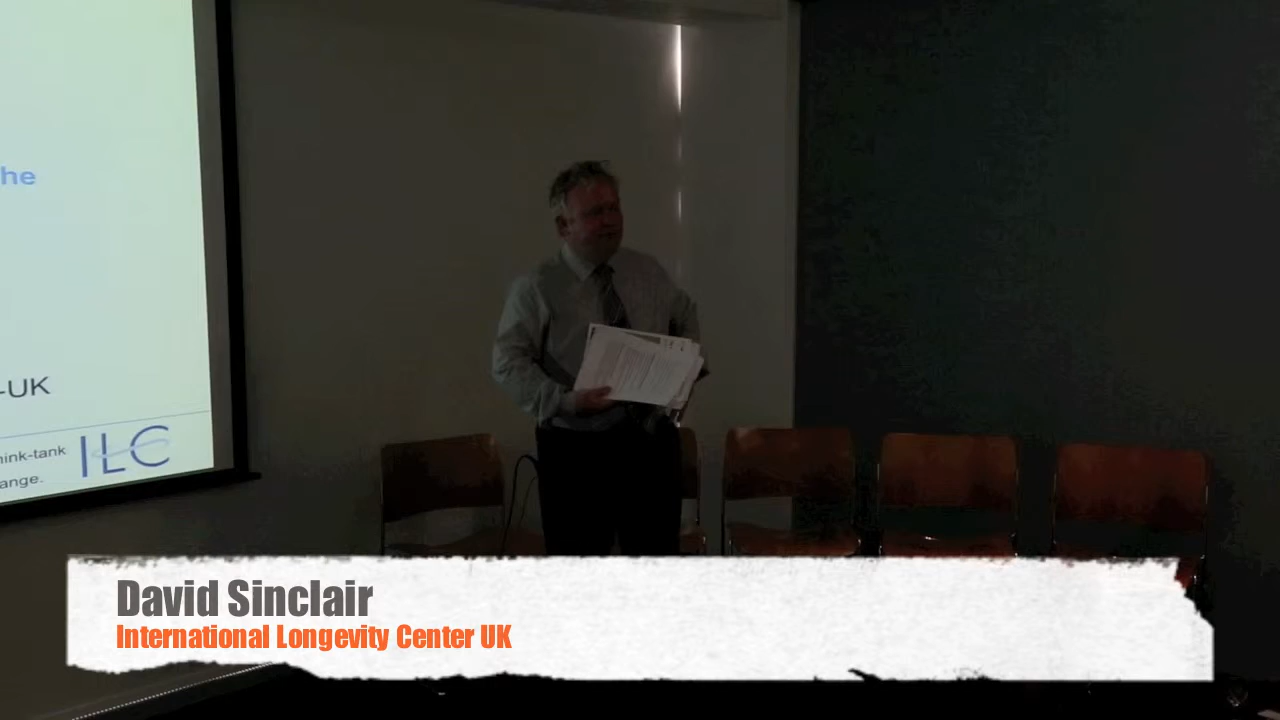 he
-UK
hink-tank
ange.
ILC
David Sinclair
International Longevity Center UK